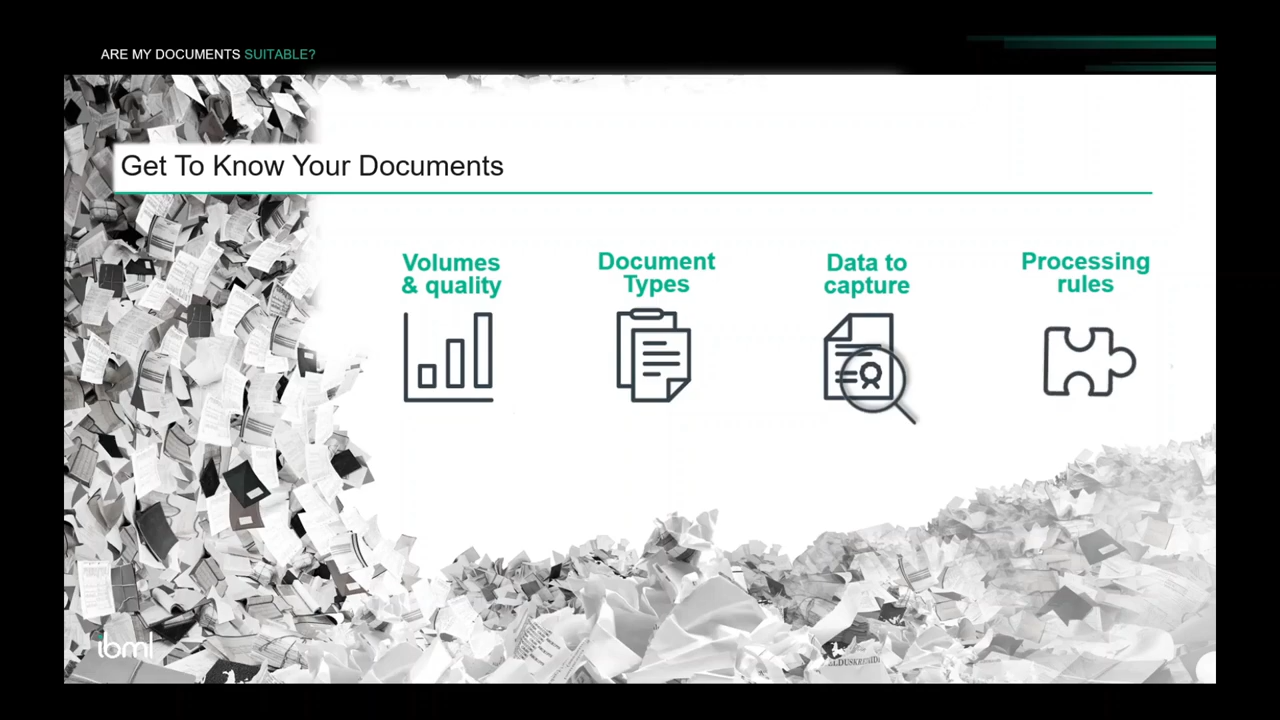 ARE MY DOCUMENTS SUITABLE?
Get To Know Your Documents
Volumes
& quality
Document
Types
Data to
capture
Processing
rules
ibml